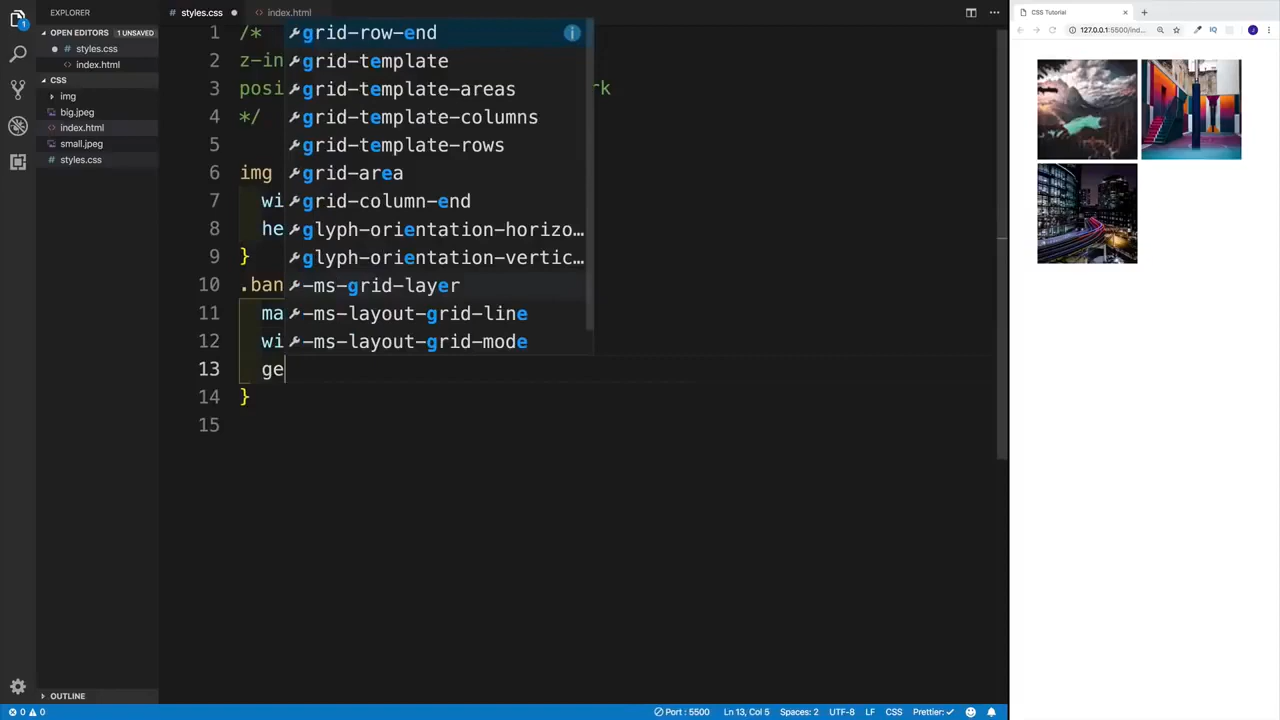 EXPLORER
OPEN EDITORS 1 UNSAVED
styles.css
index.html
CSS
img
big.jpeg
index.html
small.jpeg
styles.css
OUTLINE
1
styles.css
index.html
1 /*
2 z-in
3 posi rk
4 */
5
6 img
7 wi
8 he
9 }
10 .ban
11 ma
12 wi
13 ge
14 }
15
grid-row-end
grid-template
grid-template-areas
grid-template-columns
grid-template-rows
grid-area
grid-column-end
glyph-orientation-horizo...
glyph-orientation-vertic...
-ms-grid-layer
-ms-layout-grid-line
-ms-layout-grid-mode
0 0
Port : 5500
Ln 13, Col 5
Spaces: 2
UTF-8
LF
CSS
Prettier: ✓
CSS Tutorial
127.0.0.1:5500/ind...
IQ
J